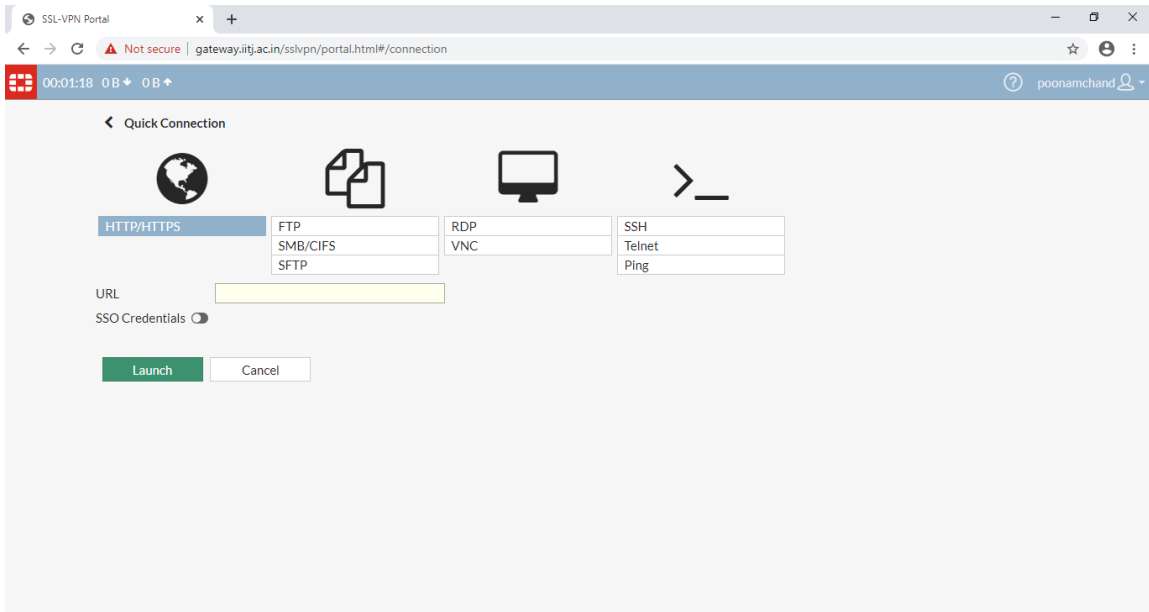 SSL-VPN Portal
Not secure | gateway.iitj.ac.in/sslvpn/portal.html#/connection
00:01:18 0 B 0 B poonamchand
Quick Connection
HTTP/HTTPS FTP RDP SSH
SMB/CIFS VNC Telnet
SFTP Ping
URL
SSO Credentials
Launch Cancel